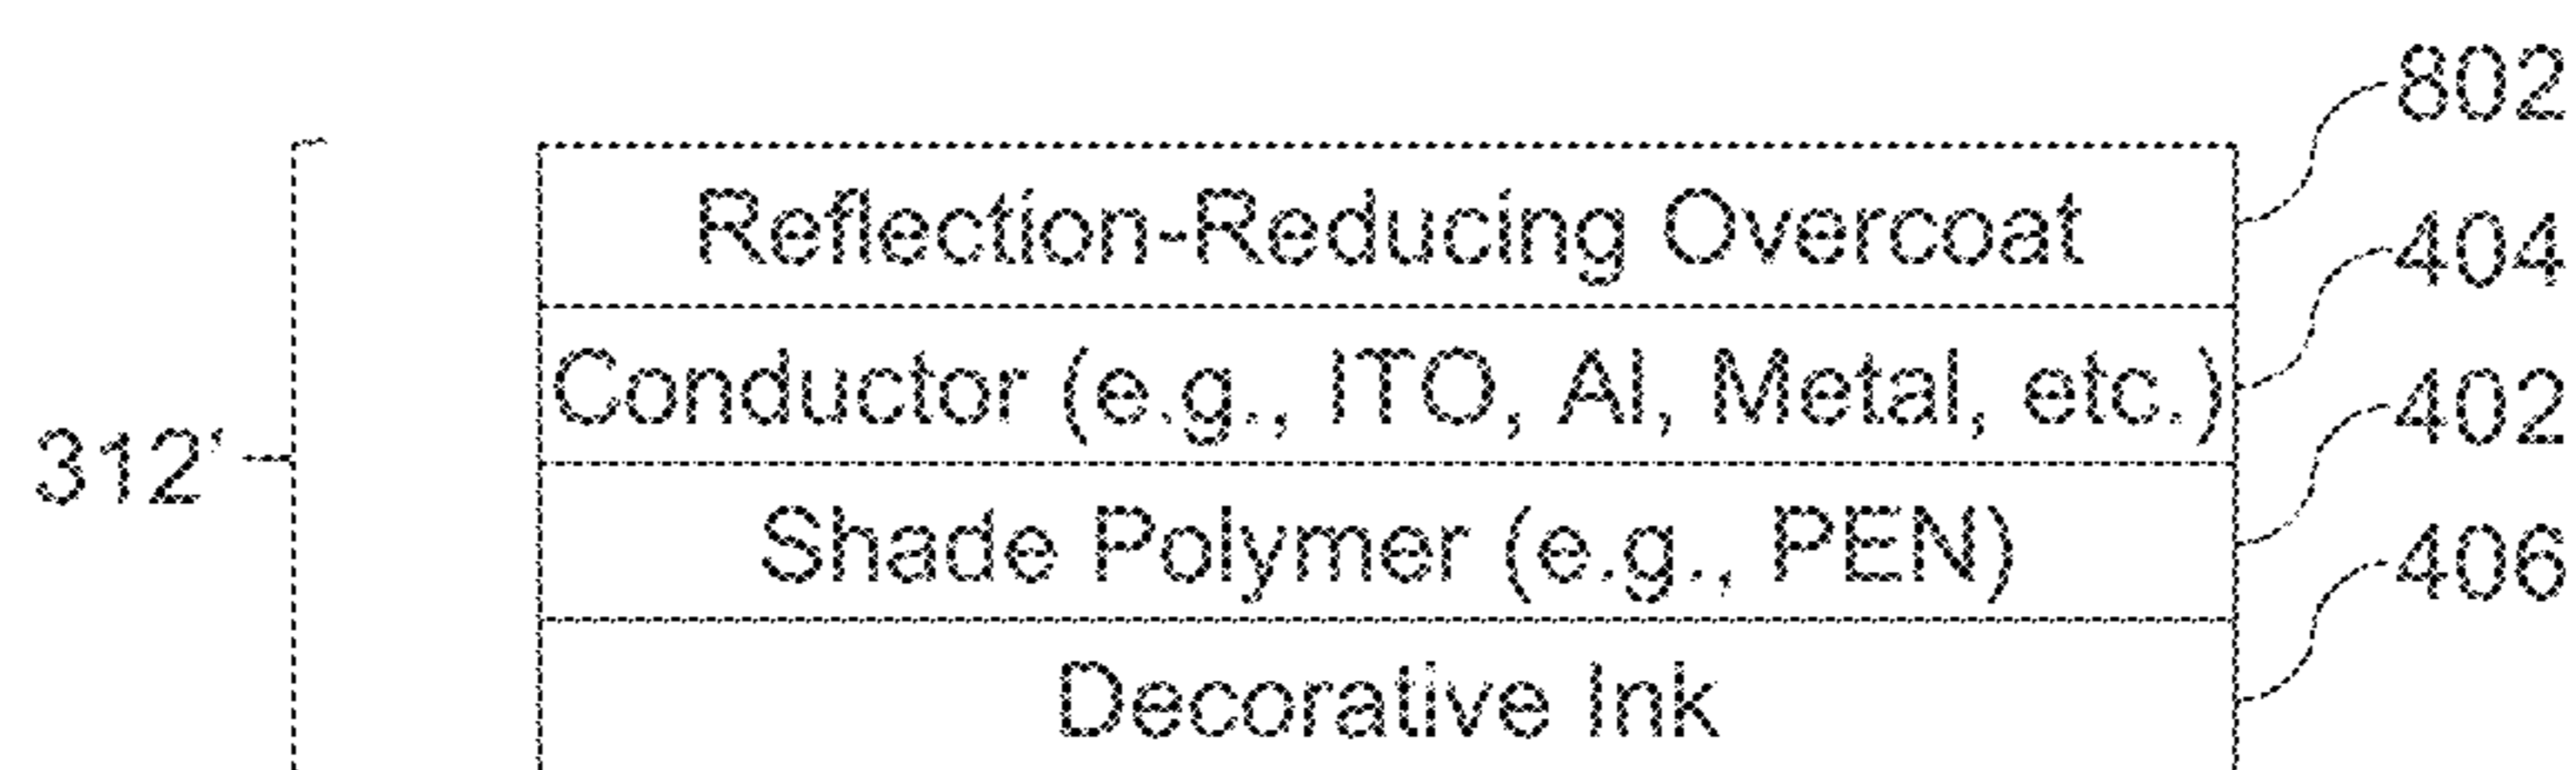 802
Reflection-Reducing Overcoat
404
Conductor (e.g., ITO, Al, Metal, etc.)
402
312'
Shade Polymer (e.g., PEN)
406
Decorative Ink